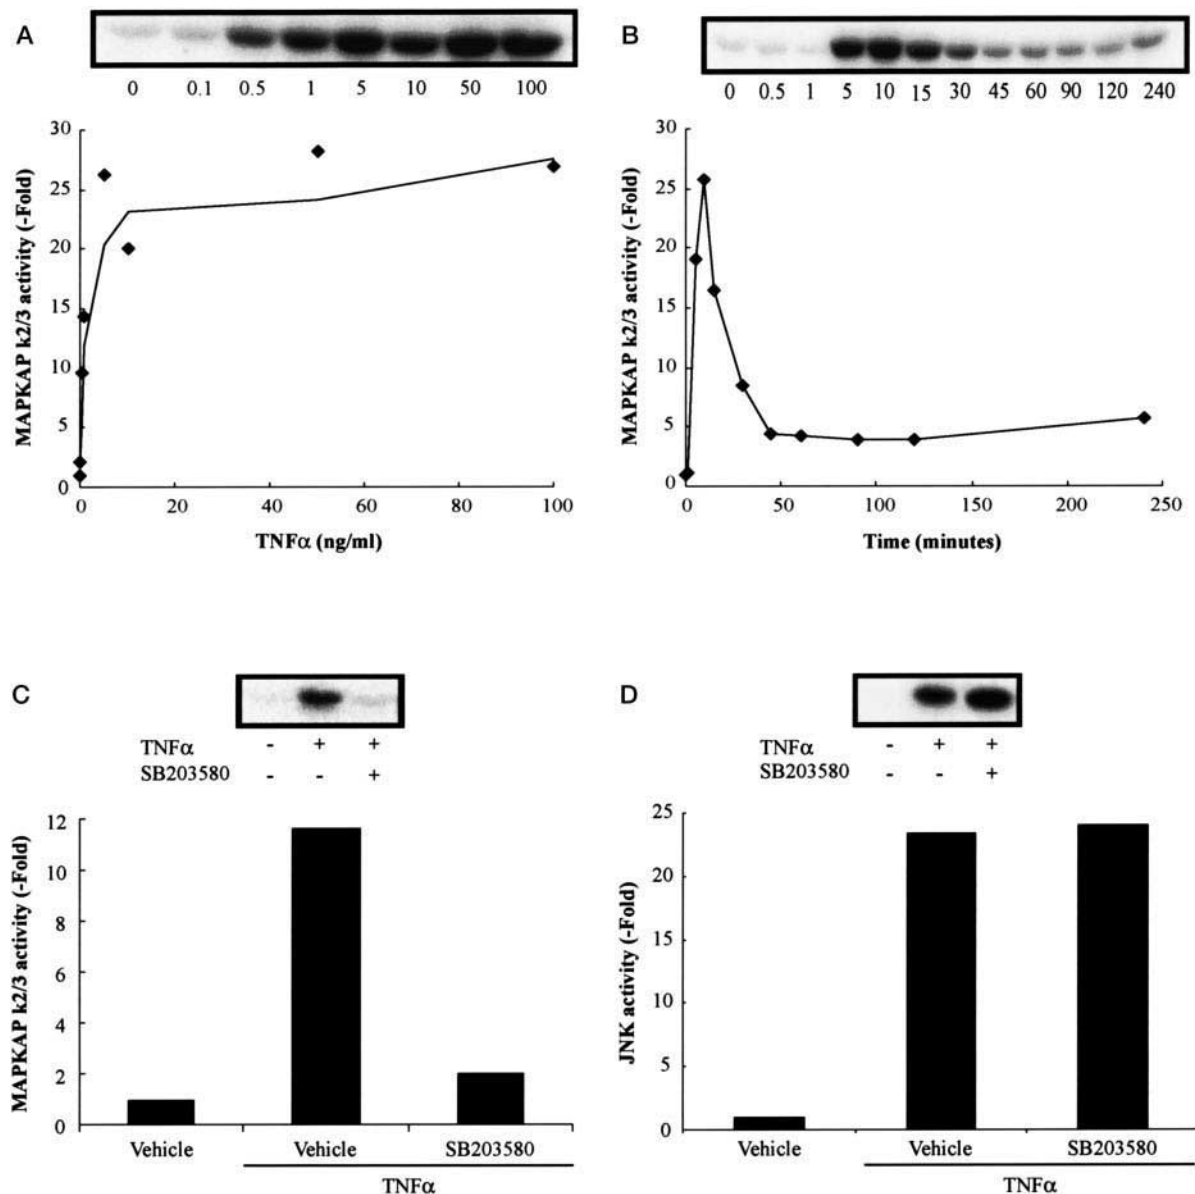 A
0 0.1 0.5 1 5 10 50 100
MAPKAP k2/3 activity (-Fold)
30
25
20
15
10
5
0
0 20 40 60 80 100
TNFα (ng/ml)
B
0 0.5 1 5 10 15 30 45 60 90 120 240
MAPKAP k2/3 activity (-Fold)
30
25
20
15
10
5
0
0 50 100 150 200 250
Time (minutes)
C
TNFα - + +
SB203580 - - +
MAPKAP k2/3 activity (-Fold)
12
10
8
6
4
2
0
Vehicle Vehicle SB203580
TNFα
D
TNFα - + +
SB203580 - - +
JNK activity (-Fold)
25
20
15
10
5
0
Vehicle Vehicle SB203580
TNFα